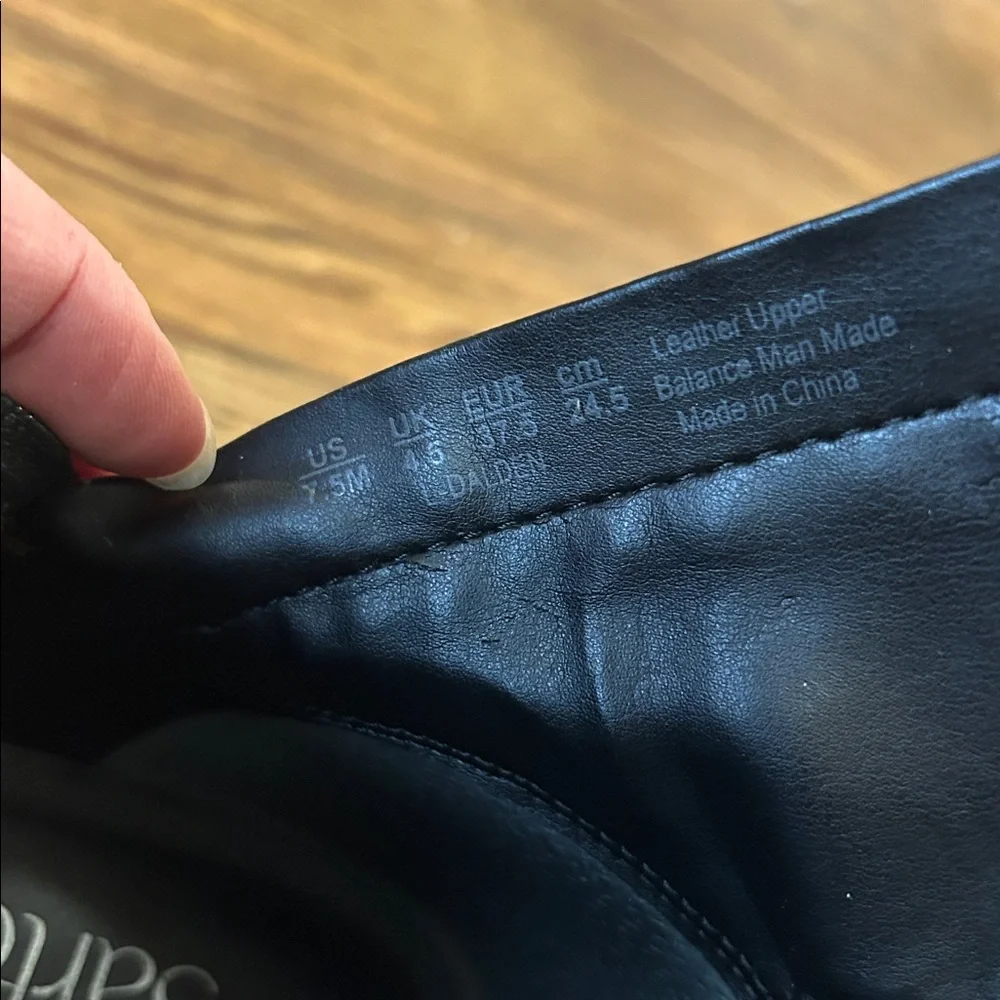 US UK EUR cm
7.5M 4.5 37.5 24.5
DALDEN
Leather Upper
Balance Man Made
Made in China